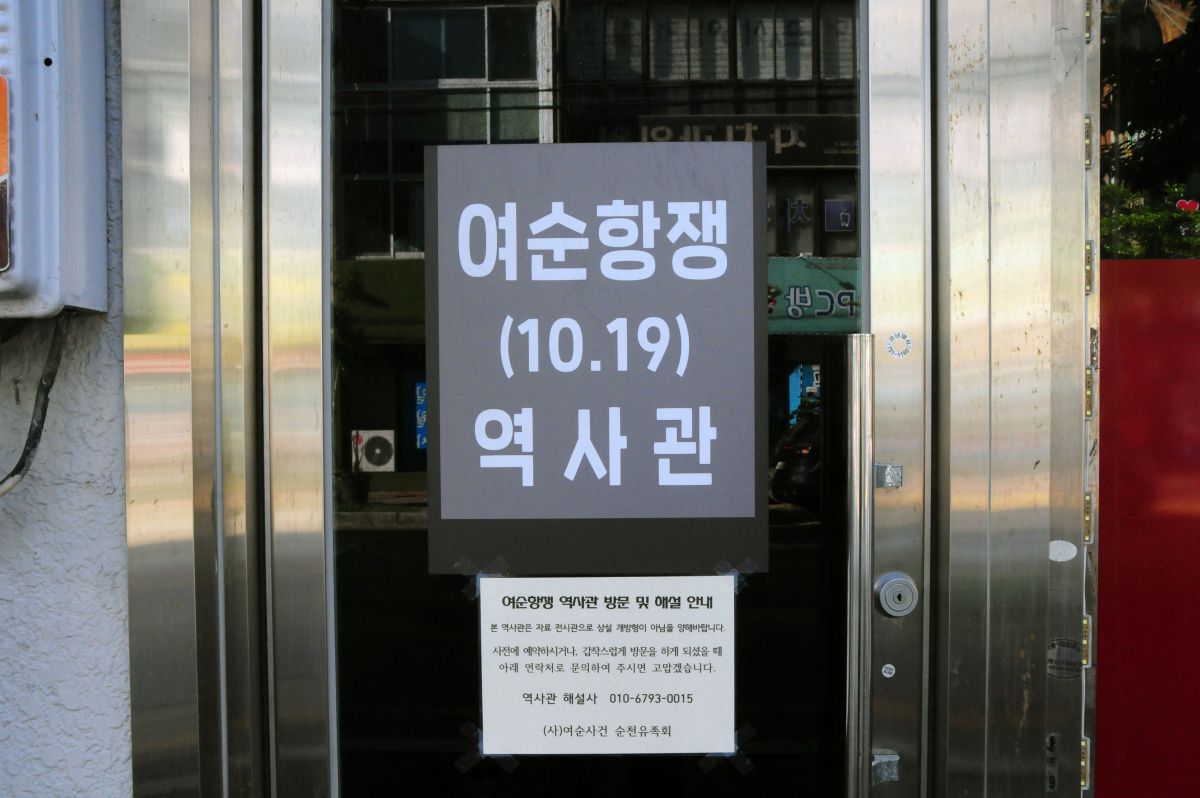 여순항쟁
(10.19)
역사관
여순항쟁 역사관 방문 및 해설 안내
본 역사관은 자료 전시관으로 상설 개방형이 아님을 양해바랍니다.
사전에 예약하시거나, 갑작스럽게 방문을 하게 되셨을 때
아래 연락처로 문의하여 주시면 고맙겠습니다.
역사관 해설사 010-6793-0015
(사)여순사건 순천유족회
PC방